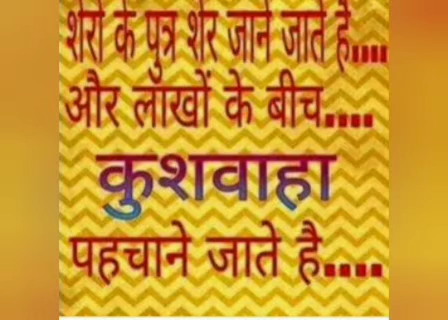 शेरो के पुत्र शेर जाने जाते है....
और लाखों के बीच....
कुशवाहा
पहचाने जाते है....